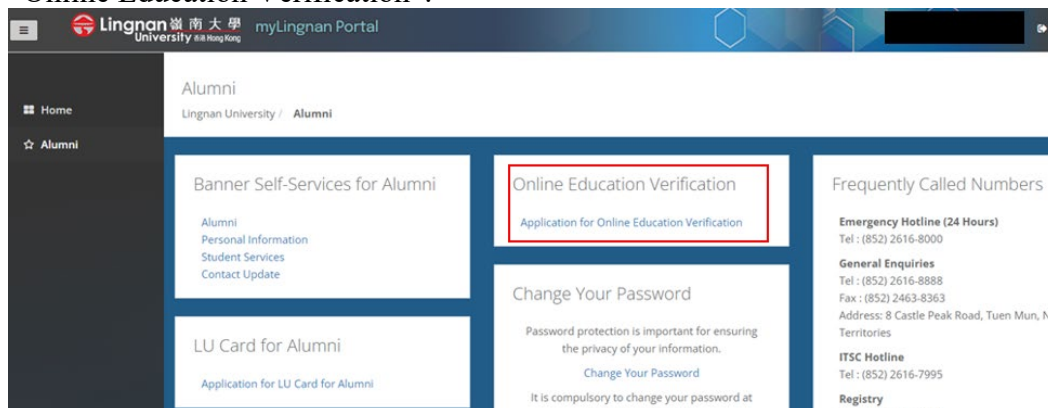 "Online Education Verification".
Lingnan 嶺南大學 myLingnan Portal
University 香港 Hong Kong
Home
Alumni
Alumni
Lingnan University / Alumni
Banner Self-Services for Alumni
Alumni
Personal Information
Student Services
Contact Update
LU Card for Alumni
Application for LU Card for Alumni
Online Education Verification
Application for Online Education Verification
Change Your Password
Password protection is important for ensuring
the privacy of your information.
Change Your Password
It is compulsory to change your password at
Frequently Called Numbers
Emergency Hotline (24 Hours)
Tel : (852) 2616-8000
General Enquiries
Tel : (852) 2616-8888
Fax : (852) 2463-8363
Address: 8 Castle Peak Road, Tuen Mun, N
Territories
ITSC Hotline
Tel : (852) 2616-7995
Registry